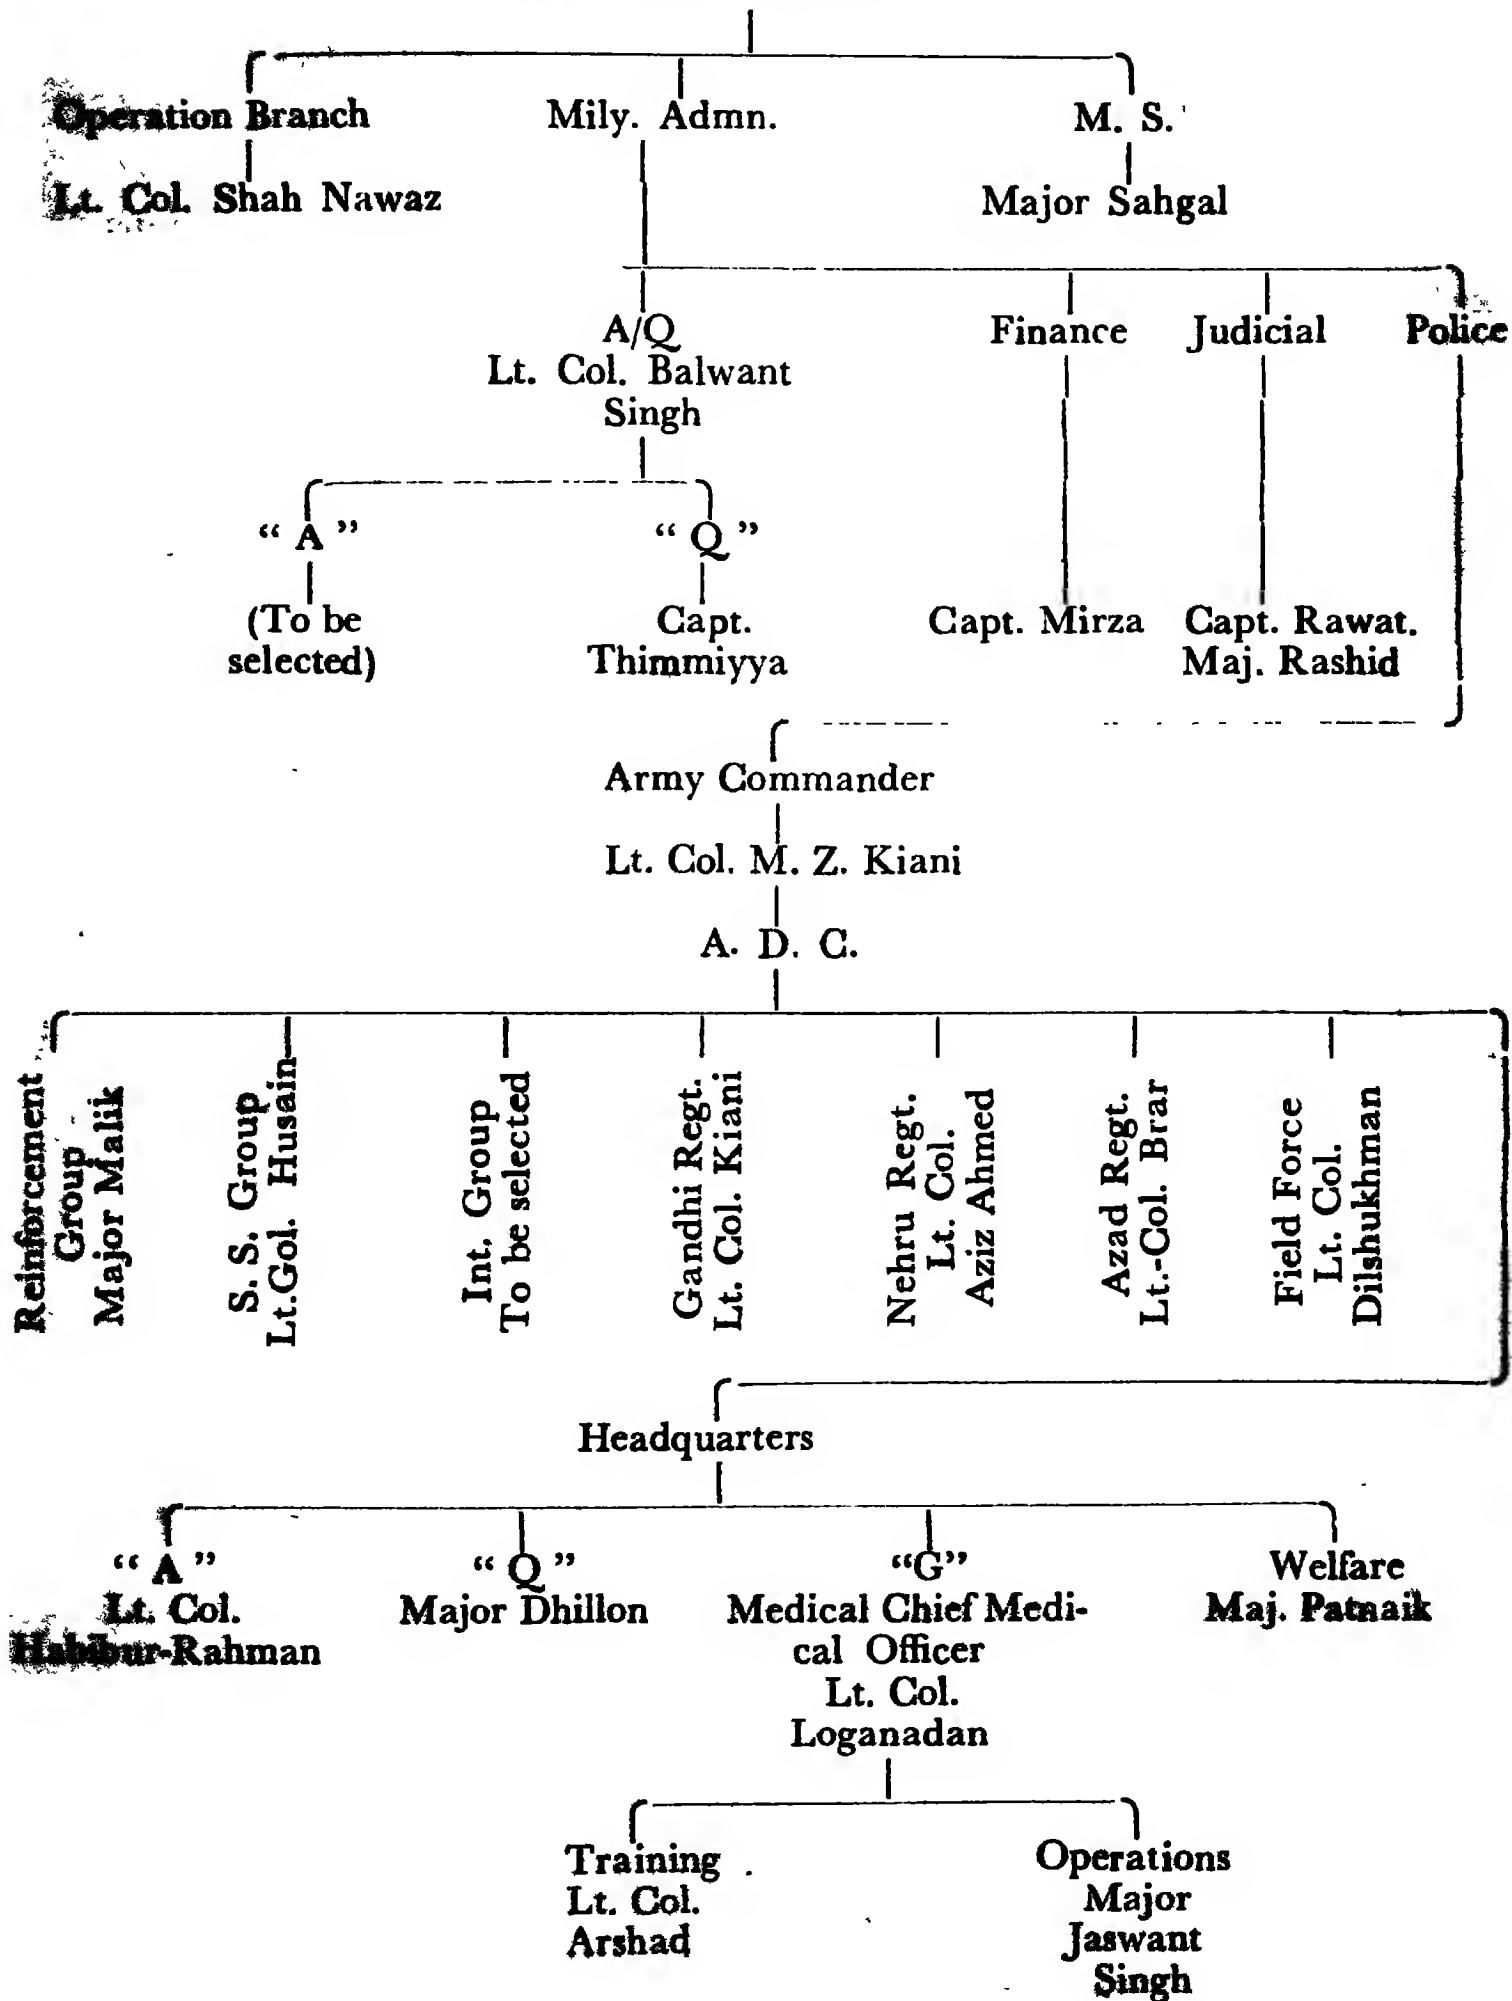 Operation Branch
Mily. Admn.
M. S.
Lt. Col. Shah Nawaz
Major Sahgal
A/Q
Lt. Col. Balwant
Singh
Finance
Judicial
Police
“ A ”
(To be
selected)
“ Q ”
Capt.
Thimmiyya
Capt. Mirza
Capt. Rawat.
Maj. Rashid
Army Commander
Lt. Col. M. Z. Kiani
A. D. C.
Reinforcement
Group
Major Malik
S. S. Group
Lt.Gol. Husain
Int. Group
To be selected
Gandhi Regt.
Lt. Col. Kiani
Nehru Regt.
Lt. Col.
Aziz Ahmed
Azad Regt.
Lt.-Col. Brar
Field Force
Lt. Col.
Dilshukhman
Headquarters
“ A ”
Lt. Col.
Habibur-Rahman
“ Q ”
Major Dhillon
“G”
Medical Chief Medi-
cal Officer
Lt. Col.
Loganadan
Welfare
Maj. Patnaik
Training
Lt. Col.
Arshad
Operations
Major
Jaswant
Singh